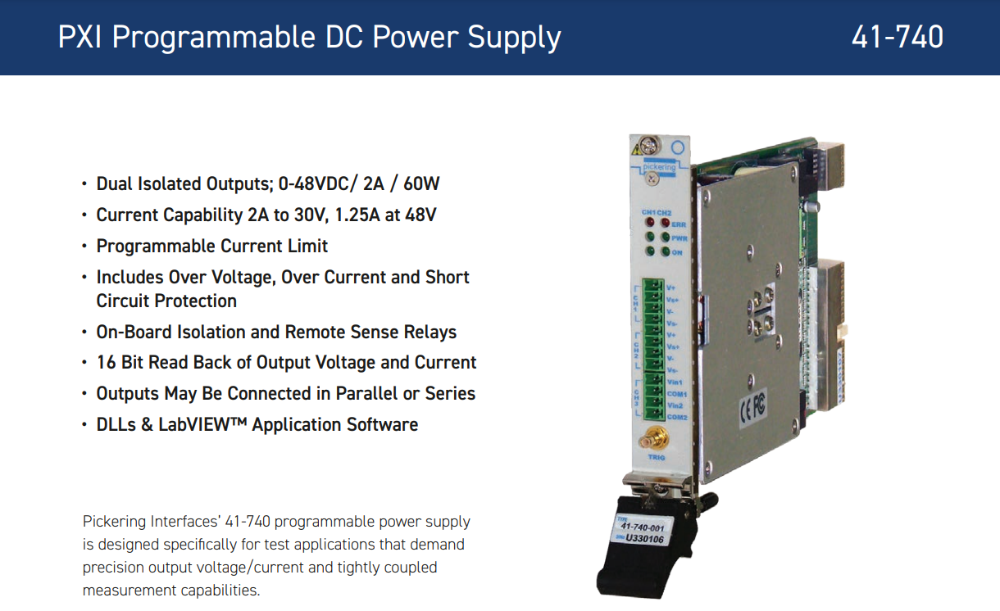 PXI Programmable DC Power Supply
41-740
• Dual Isolated Outputs; 0-48VDC/ 2A / 60W
• Current Capability 2A to 30V, 1.25A at 48V
• Programmable Current Limit
• Includes Over Voltage, Over Current and Short
Circuit Protection
• On-Board Isolation and Remote Sense Relays
• 16 Bit Read Back of Output Voltage and Current
• Outputs May Be Connected in Parallel or Series
• DLLs & LabVIEW™ Application Software
Pickering Interfaces’ 41-740 programmable power supply
is designed specifically for test applications that demand
precision output voltage/current and tightly coupled
measurement capabilities.
pickering
CH1 CH2
ERR
PWR
ON
CH1
V+
Vs+
V-
Vs-
CH2
V+
Vs+
V-
Vs-
CH3
Vin1
COM1
Vin2
COM2
TRIG
CE FC
TYPE
41-740-001
U330106